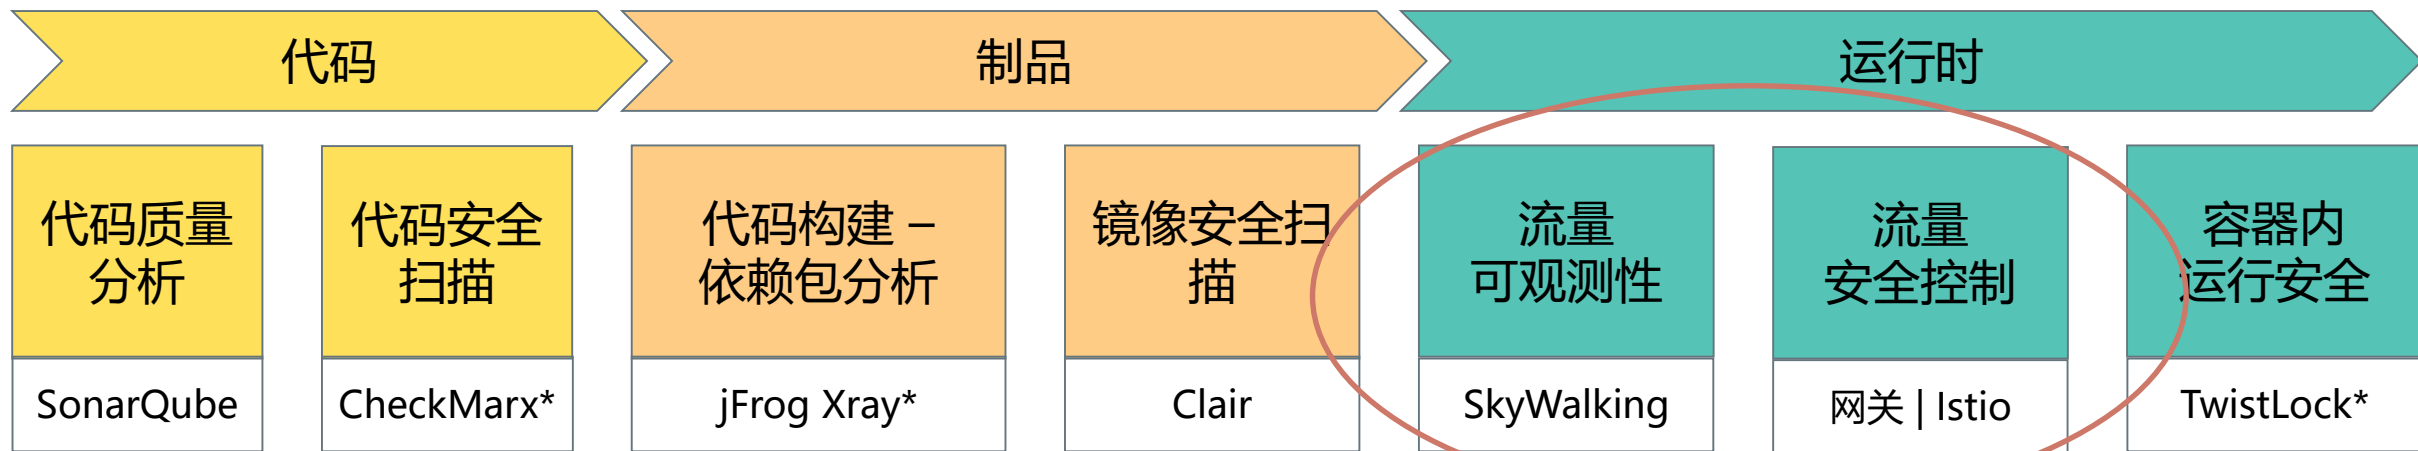 代码
制品
运行时
代码质量
分析
代码安全
扫描
代码构建 –
依赖包分析
镜像安全扫
描
流量
可观测性
流量
安全控制
容器内
运行安全
SonarQube
CheckMarx*
jFrog Xray*
Clair
SkyWalking
网关 | Istio
TwistLock*